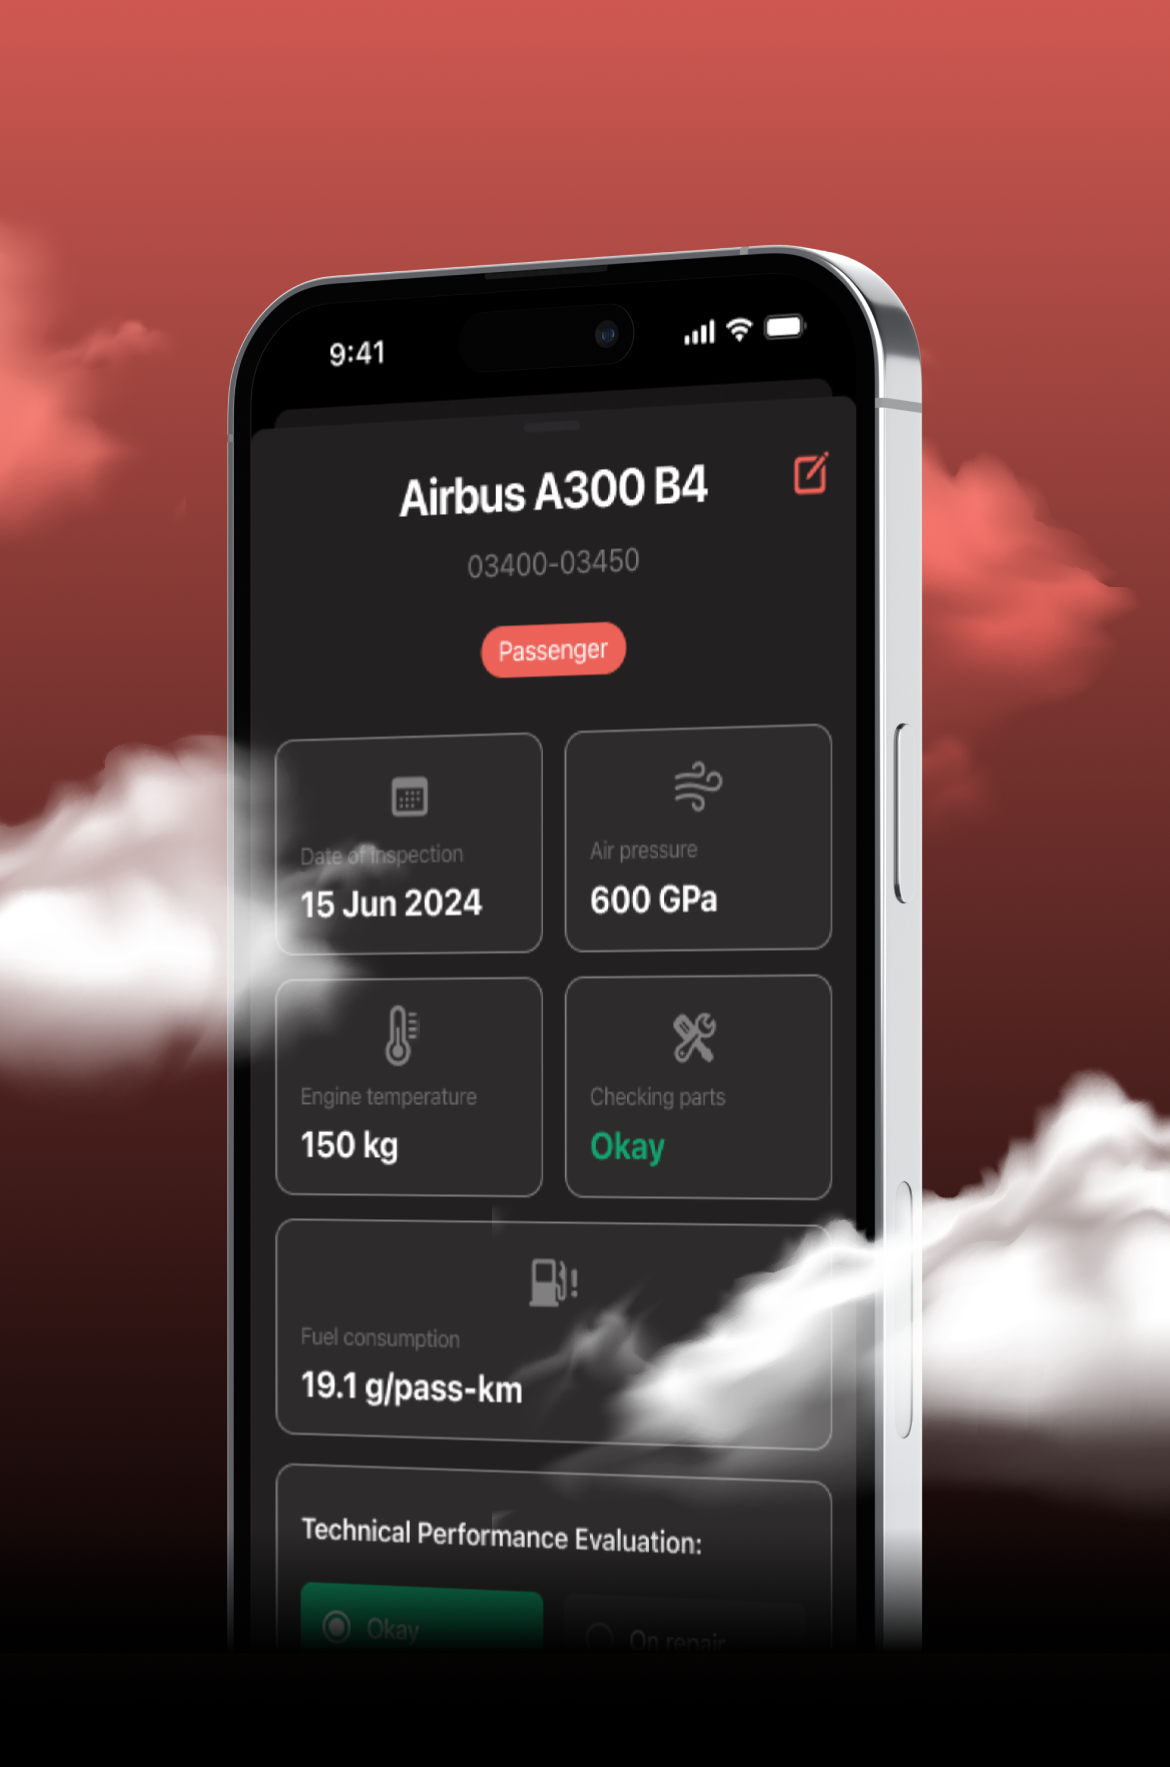 9:41
Airbus A300 B4
03400-03450
Passenger
Date of Inspection
15 Jun 2024
Air pressure
600 GPa
Engine temperature
150 kg
Checking parts
Okay
Fuel consumption
19.1 g/pass-km
Technical Performance Evaluation:
Okay
On repair